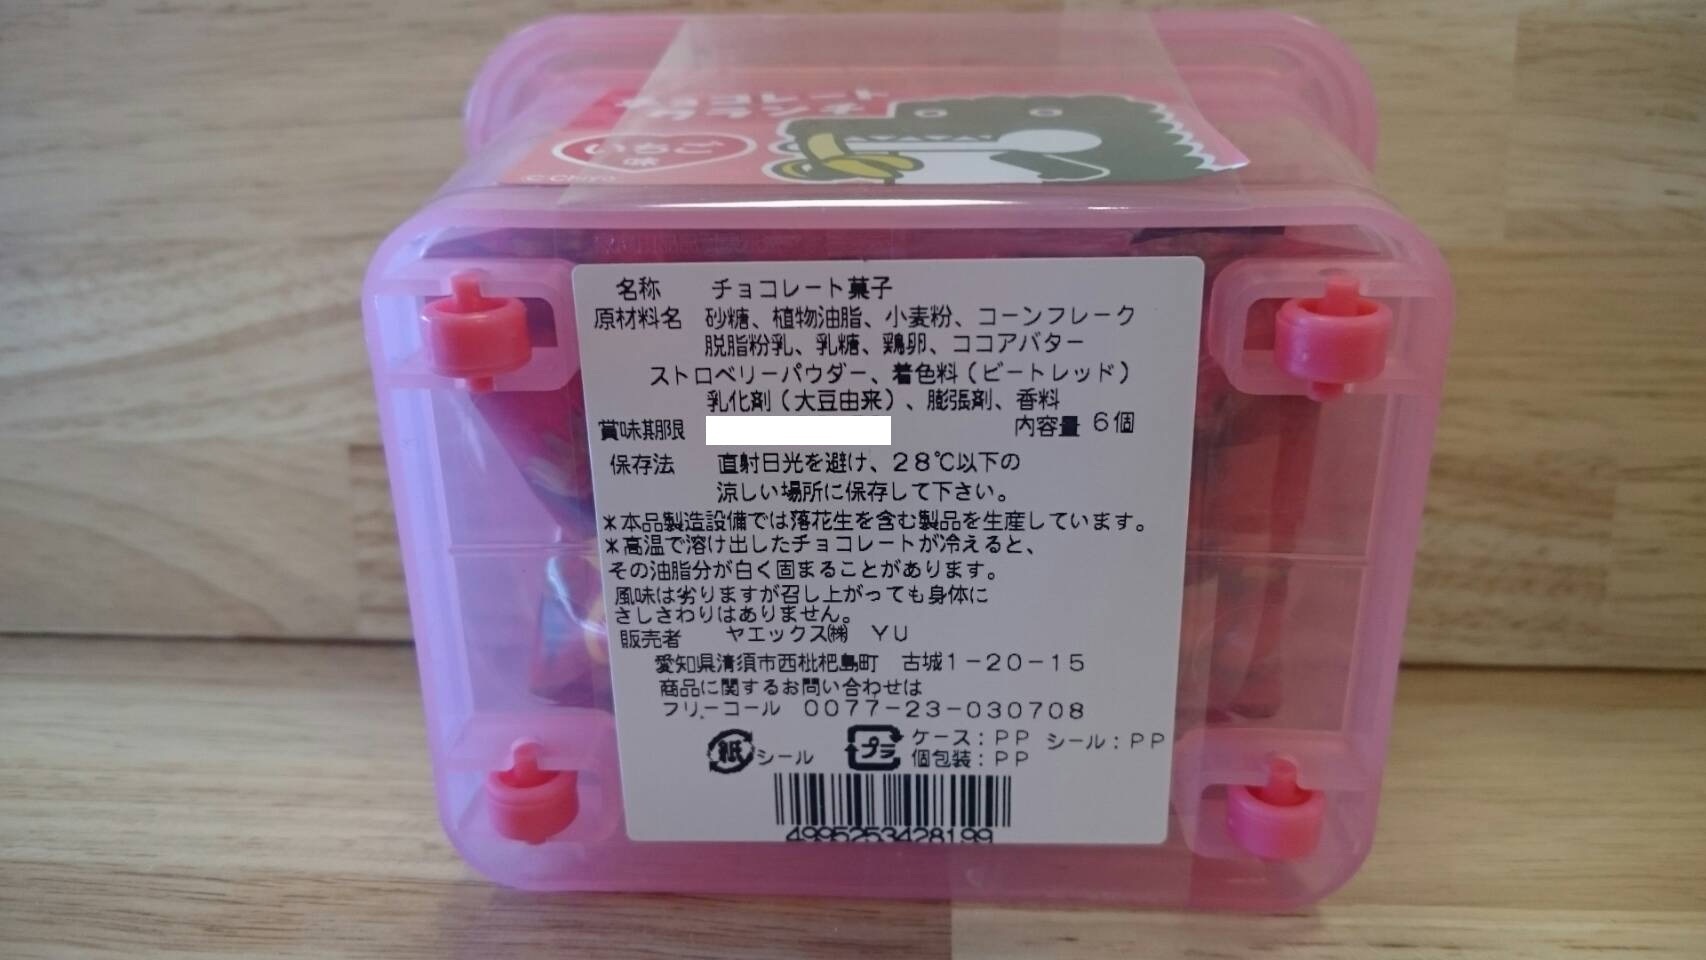 チョコレート
クランチ
いちご
味
名称 チョコレート菓子
原材料名 砂糖、植物油脂、小麦粉、コーンフレーク
脱脂粉乳、乳糖、鶏卵、ココアバター
ストロベリーパウダー、着色料（ビートレッド）
乳化剤（大豆由来）、膨張剤、香料
賞味期限 内容量 6個
保存法 直射日光を避け、28℃以下の
涼しい場所に保存して下さい。
*本品製造設備では落花生を含む製品を生産しています。
*高温で溶け出したチョコレートが冷えると、
その油脂分が白く固まることがあります。
風味は劣りますが召し上がっても身体に
さしさわりはありません。
販売者 ヤエックス㈱ YU
愛知県清須市西枇杷島町 古城1-20-15
商品に関するお問い合わせは
フリーコール 0077-23-030708
紙 シール プラ ケース：PP シール：PP
個包装：PP
4995253428199